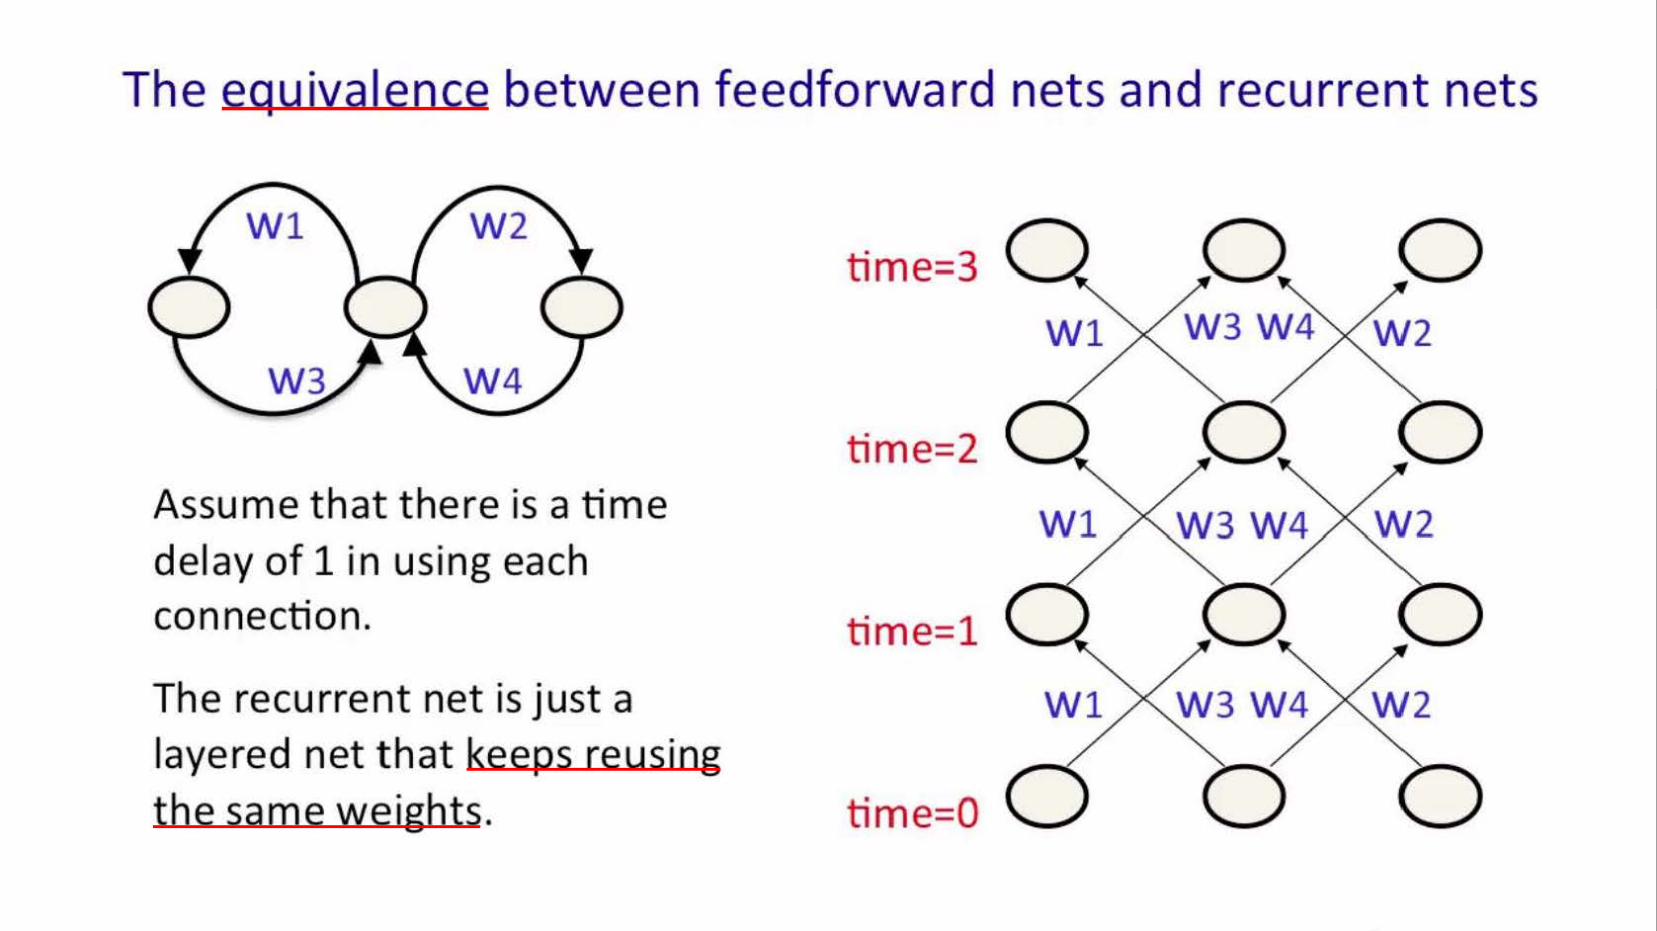 The equivalence between feedforward nets and recurrent nets
W1
W2
W3
W4
Assume that there is a time
delay of 1 in using each
connection.
The recurrent net is just a
layered net that keeps reusing
the same weights.
time=3
W1 W3 W4 W2
time=2
W1 W3 W4 W2
time=1
W1 W3 W4 W2
time=0